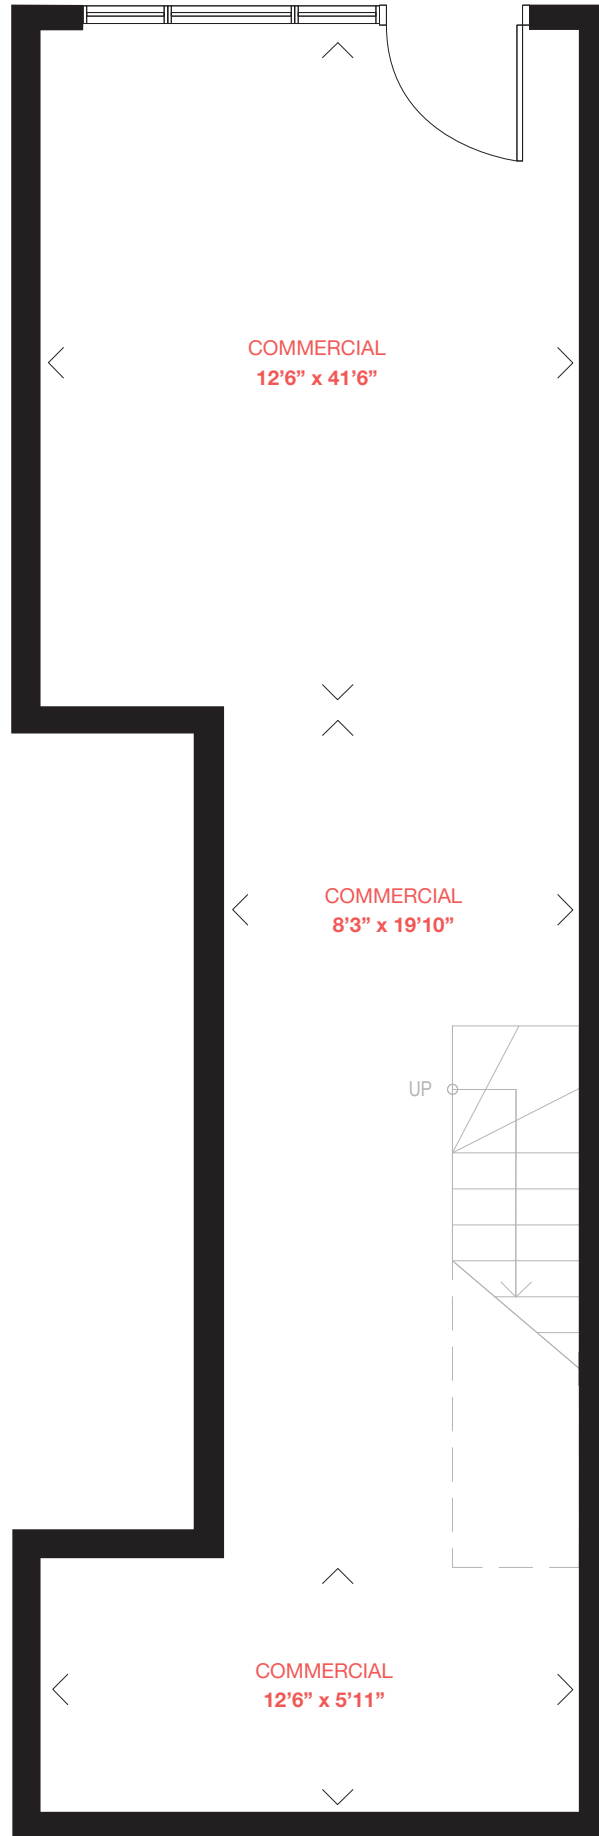 COMMERCIAL
12’6” x 41’6”
COMMERCIAL
8’3” x 19’10”
UP
COMMERCIAL
12’6” x 5’11”